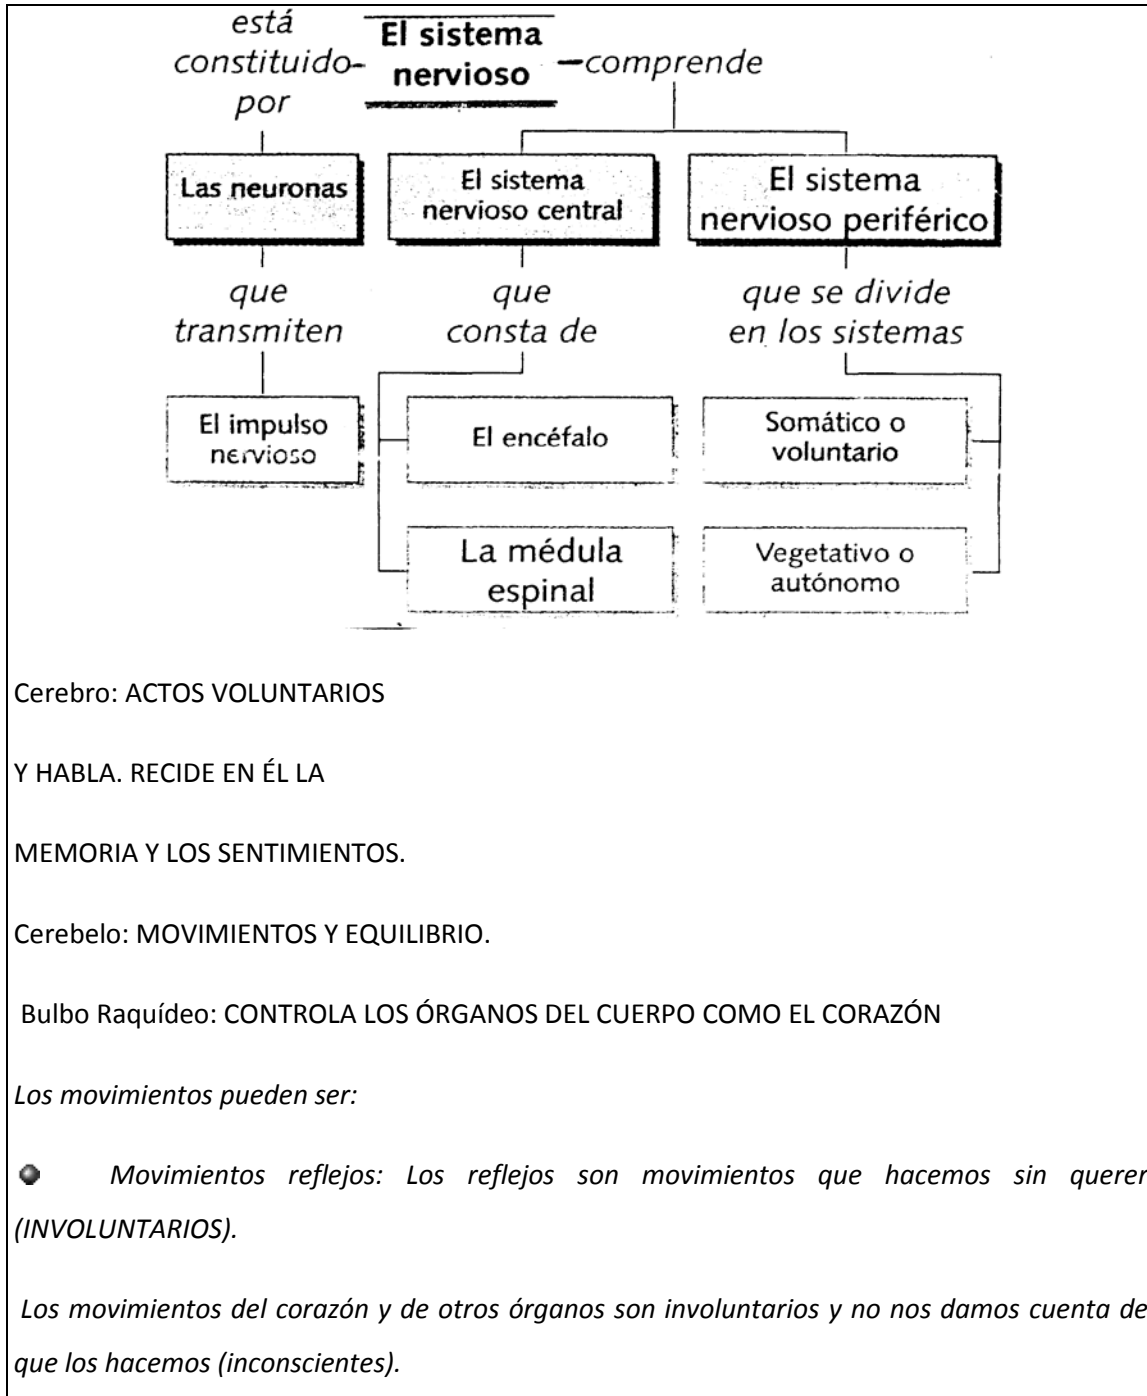 está
constituido-
por
El sistema
nervioso
comprende
Las neuronas
El sistema
nervioso central
El sistema
nervioso periférico
que
transmiten
que
consta de
que se divide
en los sistemas
El impulso
nervioso
El encéfalo
Somático o
voluntario
La médula
espinal
Vegetativo o
autónomo
Cerebro: ACTOS VOLUNTARIOS
Y HABLA. RECIDE EN ÉL LA
MEMORIA Y LOS SENTIMIENTOS.
Cerebelo: MOVIMIENTOS Y EQUILIBRIO.
Bulbo Raquídeo: CONTROLA LOS ÓRGANOS DEL CUERPO COMO EL CORAZÓN
Los movimientos pueden ser:
Movimientos reflejos: Los reflejos son movimientos que hacemos sin querer
(INVOLUNTARIOS).
Los movimientos del corazón y de otros órganos son involuntarios y no nos damos cuenta de
que los hacemos (inconscientes).